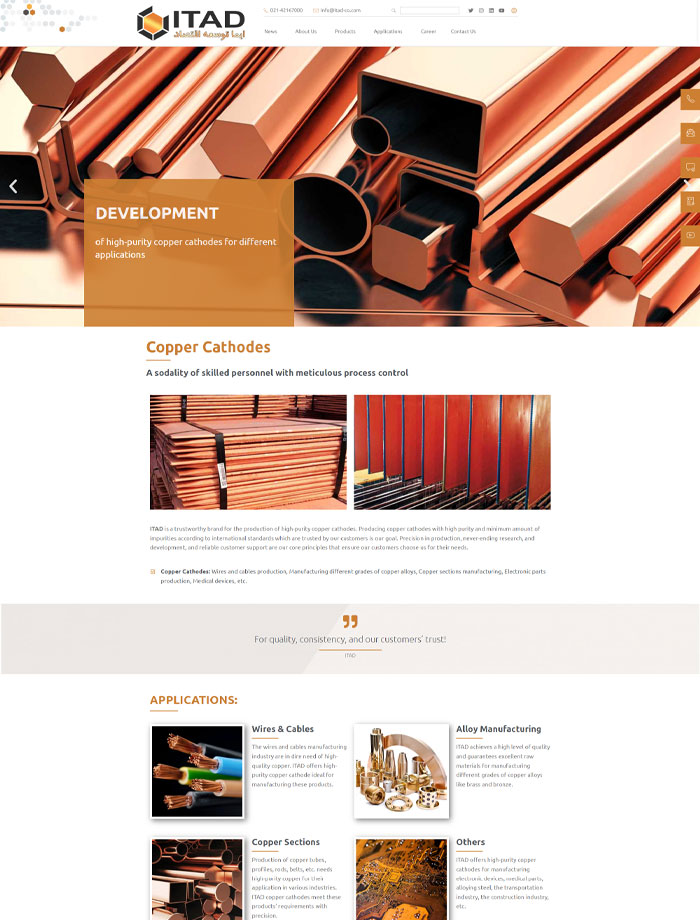 ITAD
ایبا توسعه اقتصاد
031-42167000
info@itad-co.com
News
About Us
Products
Applications
Career
Contact Us
DEVELOPMENT
of high-purity copper cathodes for different
applications
Copper Cathodes
A sodality of skilled personnel with meticulous process control
ITAD is a trustworthy brand for the production of high purity copper cathodes. Producing copper cathodes with high purity and minimum amount of
impurities according to international standards which are trusted by our customers is our goal. Precision in production, never-ending research, and
development, and reliable customer support are our core principles that ensure our customers choose us for their needs.
Copper Cathodes: Wires and cables production, Manufacturing different grades of copper alloys, Copper sections manufacturing, Electronic parts
production, Medical devices, etc.
For quality, consistency, and our customers' trust!
ITAD
APPLICATIONS:
Wires & Cables
The wires and cables manufacturing
industry are in dire need of high-
quality copper. ITAD offers high-
purity copper cathode ideal for
manufacturing these products.
Alloy Manufacturing
ITAD achieves a high level of quality
and guarantees excellent raw
materials for manufacturing
different grades of copper alloys
like brass and bronze.
Copper Sections
Production of copper tubes,
profiles, rods, belts, etc. needs
high-purity copper for their
application in various industries.
ITAD copper cathodes meet these
products' requirements with
precision.
Others
ITAD offers high-purity copper
cathodes for manufacturing
electronic devices, medical parts,
alloying steel, the transportation
industry, the construction industry,
etc.